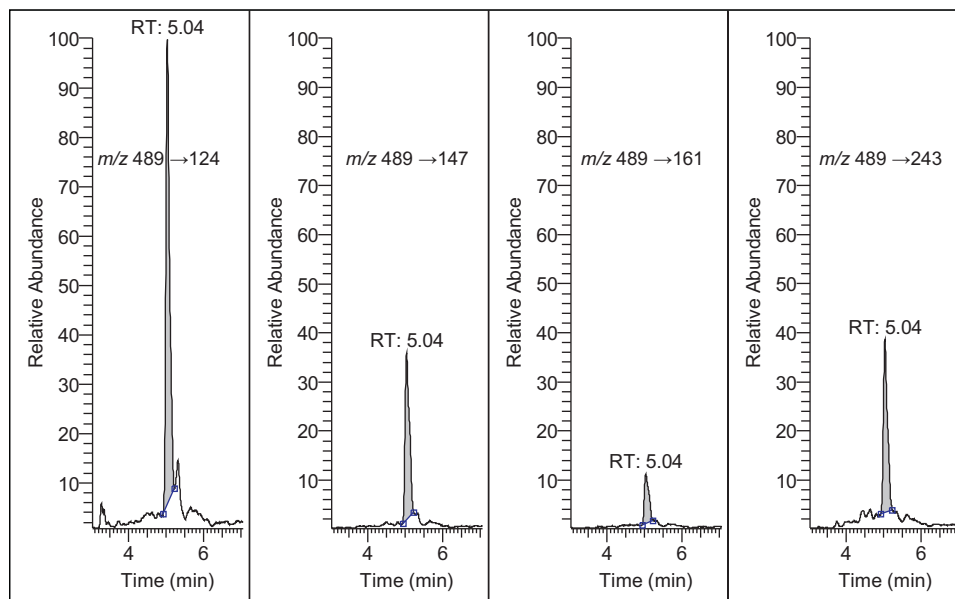 RT: 5.04
100
90
80
70
60
50
40
30
20
10
m/z 489 →124
Relative Abundance
4 6
Time (min)
100
90
80
70
60
50
40
30
20
10
m/z 489 →147
RT: 5.04
Relative Abundance
4 6
Time (min)
100
90
80
70
60
50
40
30
20
10
m/z 489 →161
RT: 5.04
Relative Abundance
4 6
Time (min)
100
90
80
70
60
50
40
30
20
10
m/z 489 →243
RT: 5.04
Relative Abundance
4 6
Time (min)